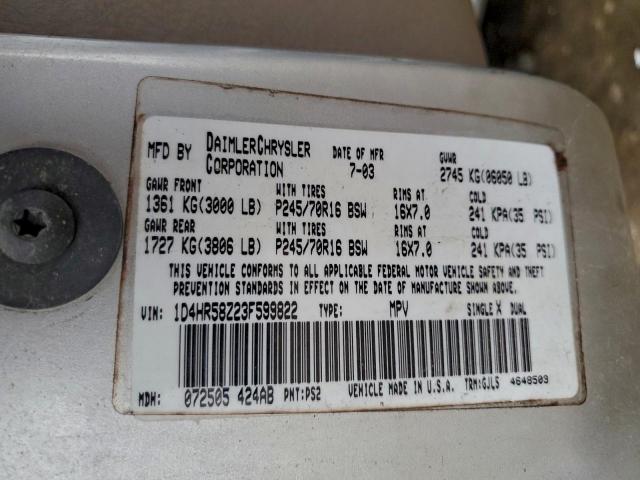 MFD BY DAIMLERCHRYSLER CORPORATION DATE OF MFR 7-03 GVWR 2745 KG(06050 LB)
GAWR FRONT WITH TIRES RIMS AT COLD
1361 KG(3000 LB) P245/70R16 BSW 16X7.0 241 KPA(35 PSI)
GAWR REAR WITH TIRES RIMS AT COLD
1727 KG(3806 LB) P245/70R16 BSW 16X7.0 241 KPA(35 PSI)
THIS VEHICLE CONFORMS TO ALL APPLICABLE FEDERAL MOTOR VEHICLE SAFETY AND THEFT
PREVENTION STANDARDS IN EFFECT ON THE DATE OF MANUFACTURE SHOWN ABOVE.
VIN: 1D4HR58Z23F599822 TYPE: MPV SINGLE X DUAL
MDH: 072505 424AB PNT:PS2 VEHICLE MADE IN U.S.A. TRM:GJLS 4648503